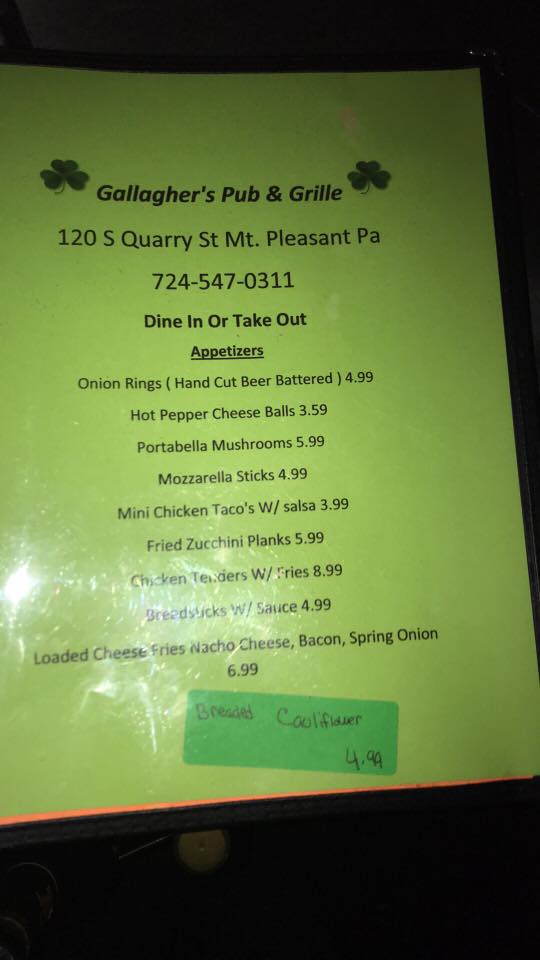 Gallagher's Pub & Grille
120 S Quarry St Mt. Pleasant Pa
724-547-0311
Dine In Or Take Out
Appetizers
Onion Rings ( Hand Cut Beer Battered ) 4.99
Hot Pepper Cheese Balls 3.59
Portabella Mushrooms 5.99
Mozzarella Sticks 4.99
Mini Chicken Taco's W/ salsa 3.99
Fried Zucchini Planks 5.99
Chicken Tenders W/ Fries 8.99
Breadsticks W/ Sauce 4.99
Loaded Cheese Fries Nacho Cheese, Bacon, Spring Onion
6.99
Breaded Cauliflower
4.99